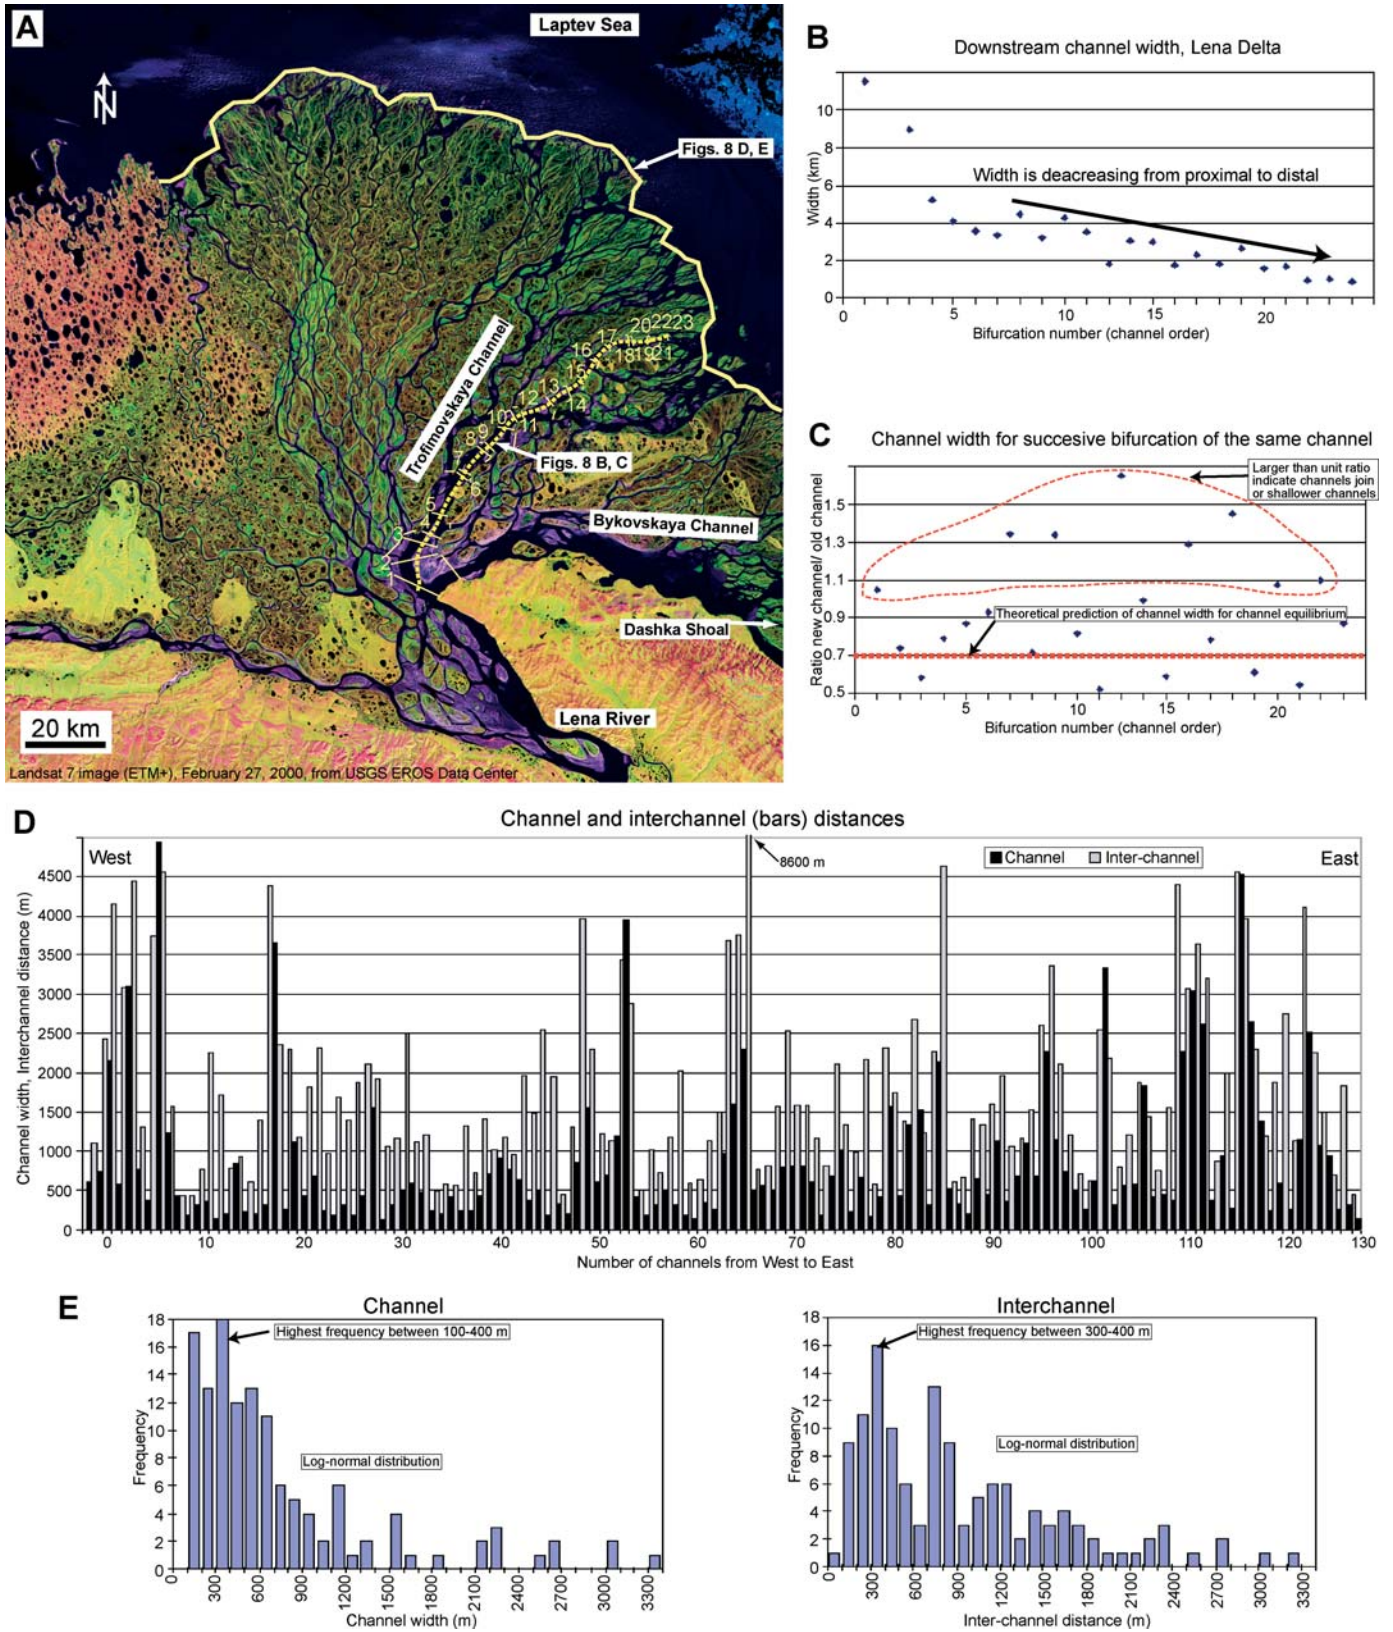 A
Laptev Sea
N
Figs. 8 D, E
Trofimovskaya Channel
Figs. 8 B, C
Bykovskaya Channel
Dashka Shoal
Lena River
20 km
Landsat 7 image (ETM+), February 27, 2000, from USGS EROS Data Center
1
2
3
4
5
6
7
8
9
10
11
12
13
14
15
16
17
18
19
20
21
22
23
B
Downstream channel width, Lena Delta
Width (km)
10
8
6
4
2
0
Width is deacreasing from proximal to distal
0 5 10 15 20
Bifurcation number (channel order)
C
Channel width for succesive bifurcation of the same channel
Larger than unit ratio
indicate channels join
or shallower channels
Ratio new channel/ old channel
1.5
1.3
1.1
0.9
0.7
0.5
Theoretical prediction of channel width for channel equilibrium
0 5 10 15 20
Bifurcation number (channel order)
D
Channel and interchannel (bars) distances
West
8600 m
Channel Inter-channel
East
Channel width, Interchannel distance (m)
4500
4000
3500
3000
2500
2000
1500
1000
500
0
0 10 20 30 40 50 60 70 80 90 100 110 120 130
Number of channels from West to East
E
Channel
Highest frequency between 100-400 m
Log-normal distribution
Frequency
18
16
14
12
10
8
6
4
2
0
0 300 600 900 1200 1500 1800 2100 2400 2700 3000 3300
Channel width (m)
Interchannel
Highest frequency between 300-400 m
Log-normal distribution
Frequency
18
16
14
12
10
8
6
4
2
0
0 300 600 900 1200 1500 1800 2100 2400 2700 3000 3300
Inter-channel distance (m)